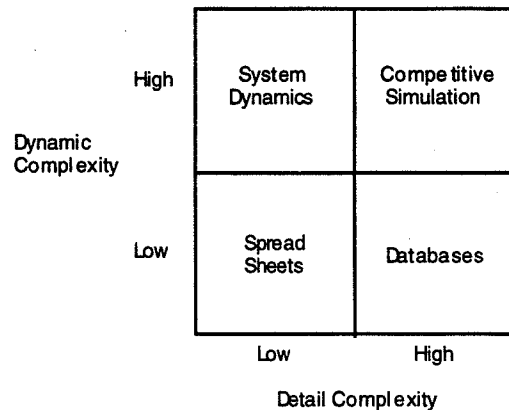 High
System
Dynamics
Competitive
Simulation
Dynamic
Complexity
Low
Spread
Sheets
Databases
Low
High
Detail Complexity